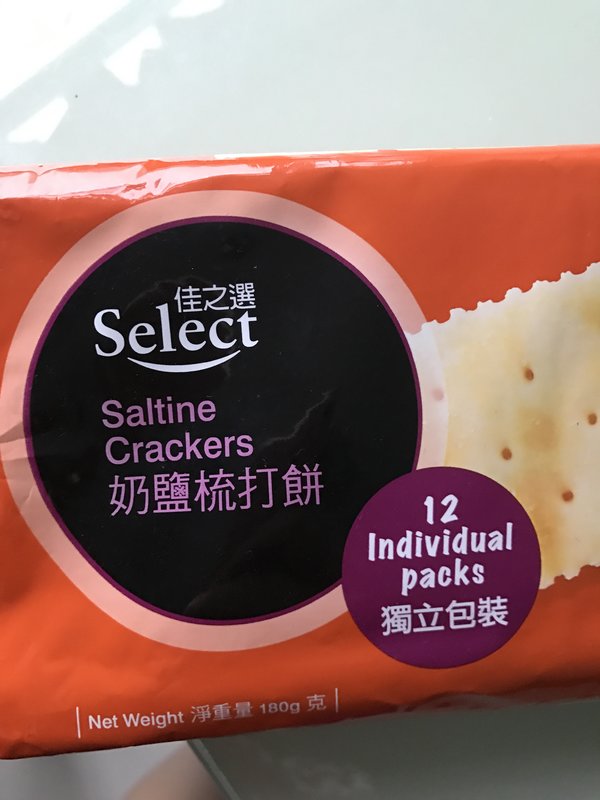 佳之選
Select
Saltine
Crackers
奶鹽梳打餅
12
Individual
packs
獨立包裝
Net Weight 淨重量 180g 克